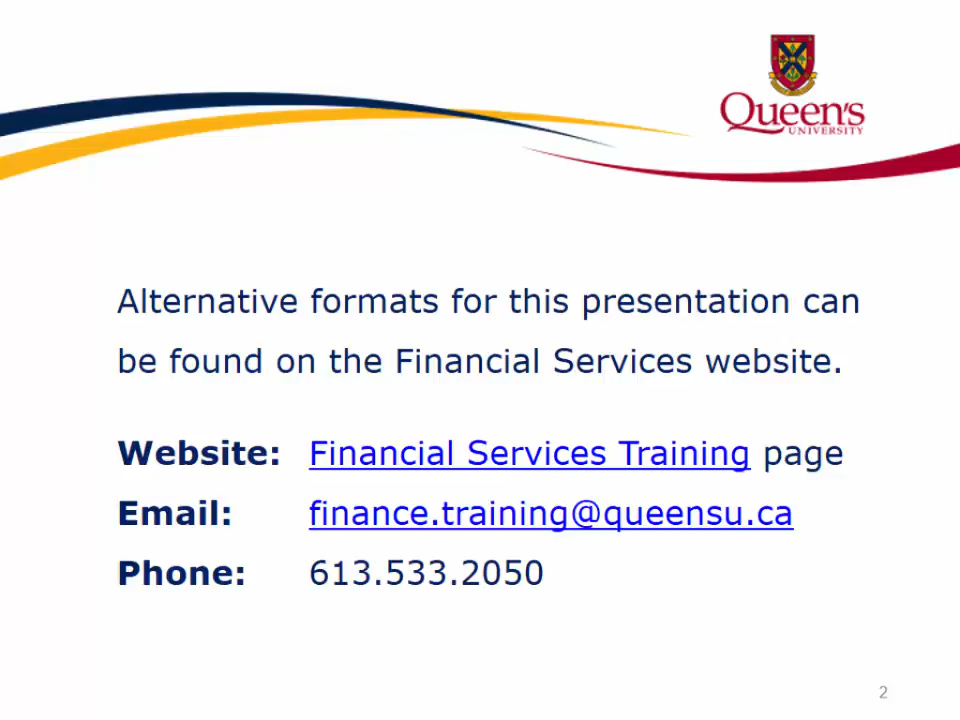 Queen's
UNIVERSITY
Alternative formats for this presentation can
be found on the Financial Services website.
Website: Financial Services Training page
Email: finance.training@queensu.ca
Phone: 613.533.2050
2